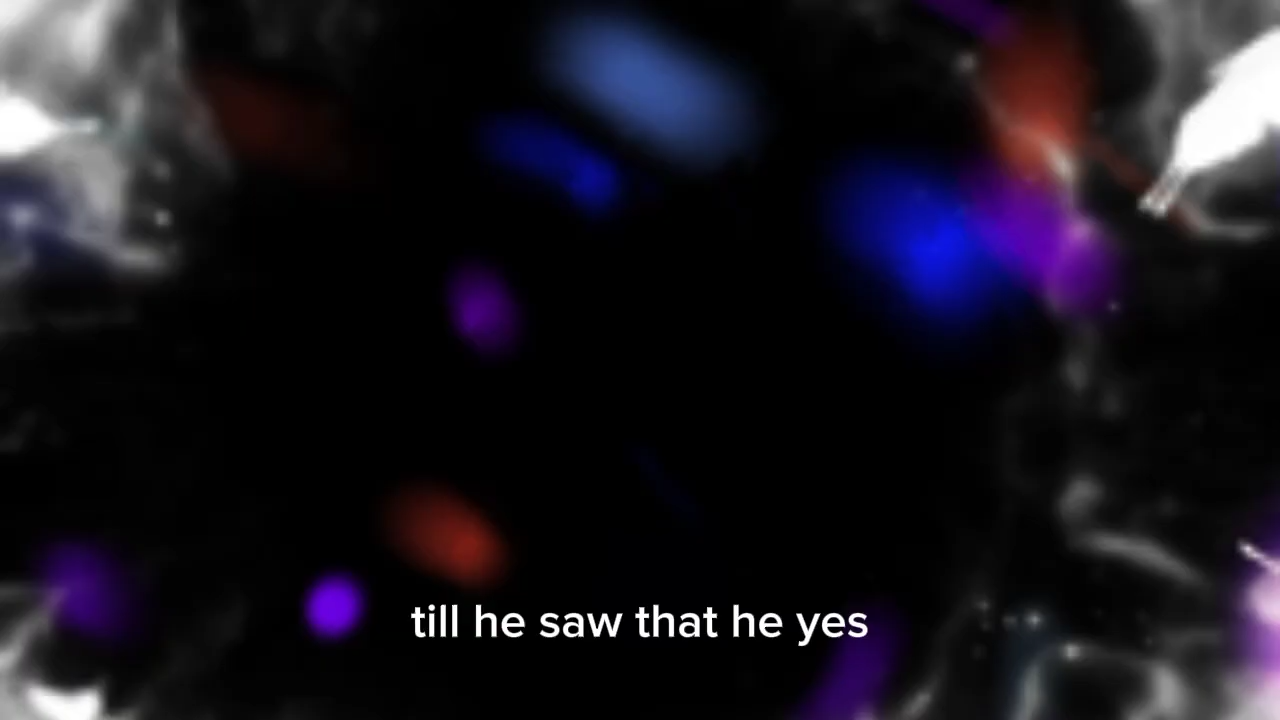 till he saw that he yes